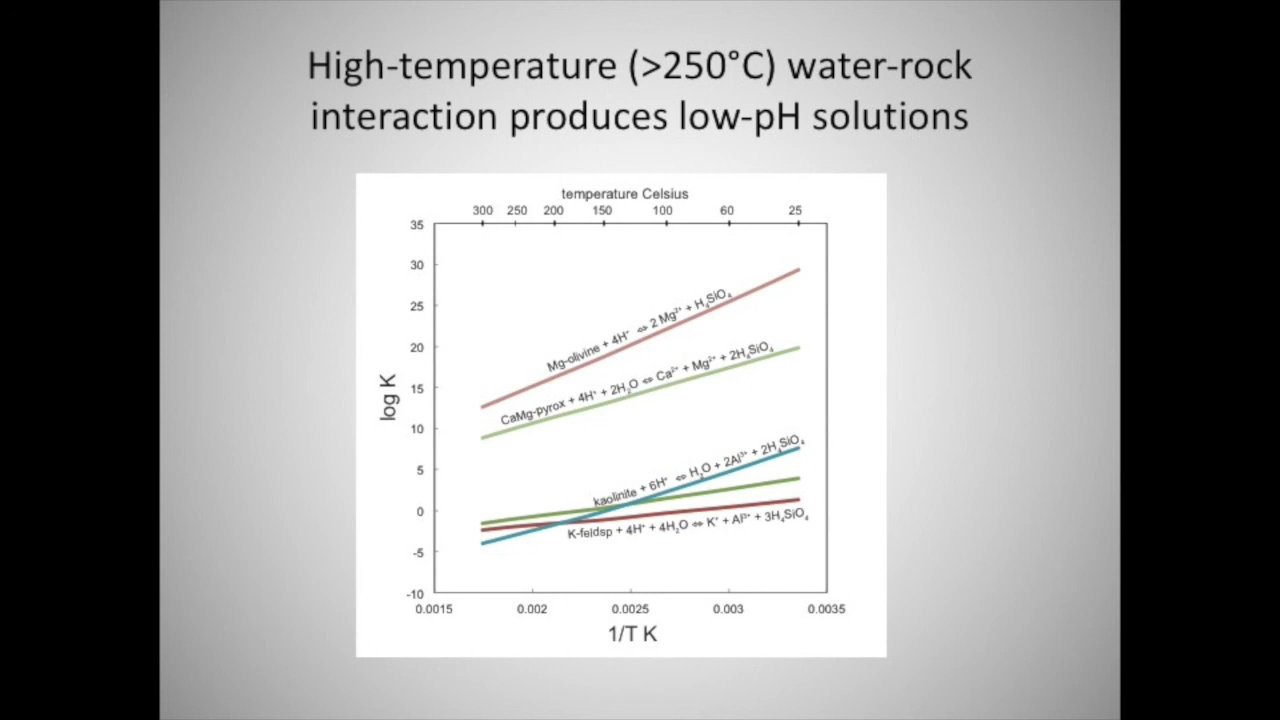 High-temperature (>250°C) water-rock
interaction produces low-pH solutions
temperature Celsius
300 250 200 150 100 60 25
35
30
25
20
15
10
5
0
-5
-10
log K
Mg-olivine + 4H⁺ ⇔ 2 Mg²⁺ + H₄SiO₄
CaMg-pyrox + 4H⁺ + 2H₂O ⇔ Ca²⁺ + Mg²⁺ + 2H₄SiO₄
kaolinite + 6H⁺ ⇔ H₂O + 2Al³⁺ + 2H₄SiO₄
K-feldsp + 4H⁺ + 4H₂O ⇔ K⁺ + Al³⁺ + 3H₄SiO₄
0.0015 0.002 0.0025 0.003 0.0035
1/T K